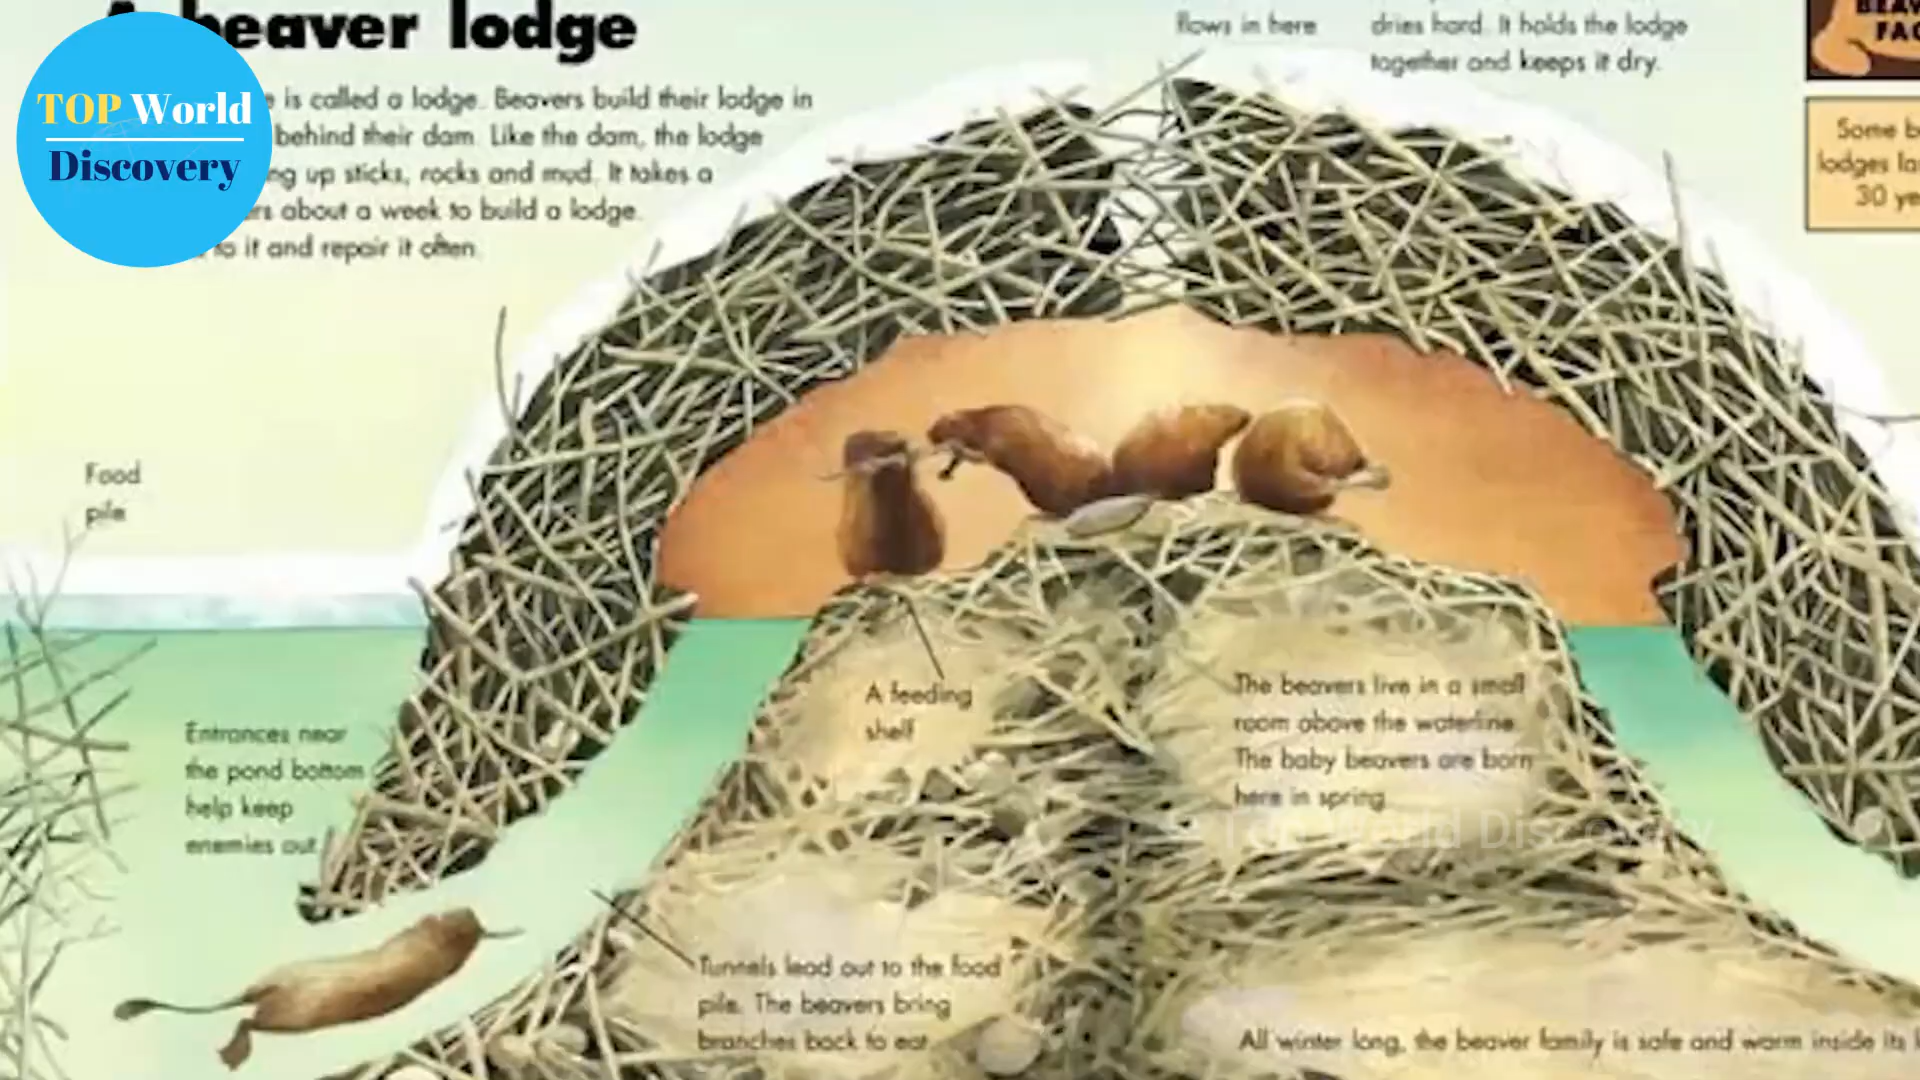 A beaver lodge
is called a lodge. Beavers build their lodge in
behind their dam. Like the dam, the lodge
up sticks, rocks and mud. It takes a
about a week to build a lodge.
to it and repair it often.
TOP World
Discovery
flows in here
dries hard. It holds the lodge
together and keeps it dry.
Some
lodges
30
Food
pile
A feeding
shelf
The beavers live in a small
room above the waterline.
The baby beavers are born
here in spring.
Entrances near
the pond bottom
help keep
enemies out.
Top World Discovery
Tunnels lead out to the food
pile. The beavers bring
branches back to eat.
All winter long, the beaver family is safe and warm inside its